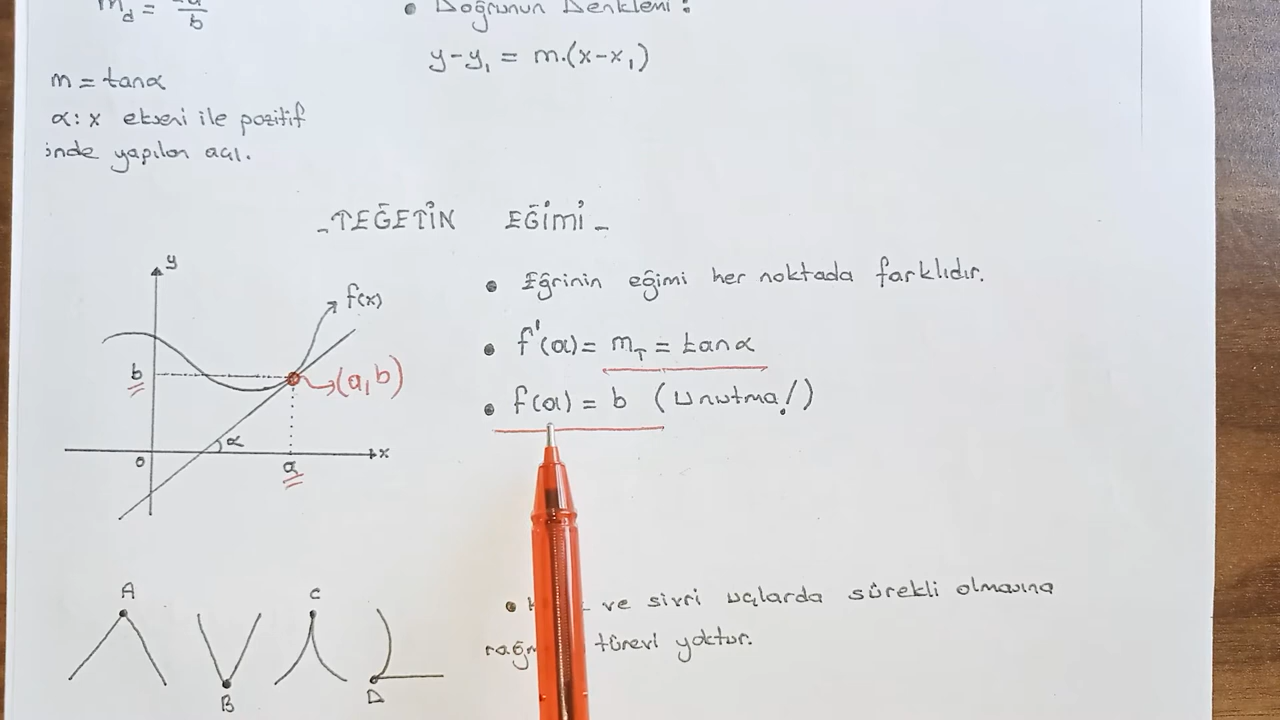 m_d = -a/b
• Doğrunun Denklemi:
y-y₁ = m.(x-x₁)
m = tanα
α: x ekseni ile pozitif
yapılan açı.
-TEĞETİN EĞİMİ-
y
f(x)
b
(a,b)
α
0
a
x
• Eğrinin eğimi her noktada farklıdır.
• f'(a) = m_T = tanα
• f(a) = b (Unutma!)
A
C
B
D
• ve sivri uçlarda sürekli olmasına
türevi yoktur.